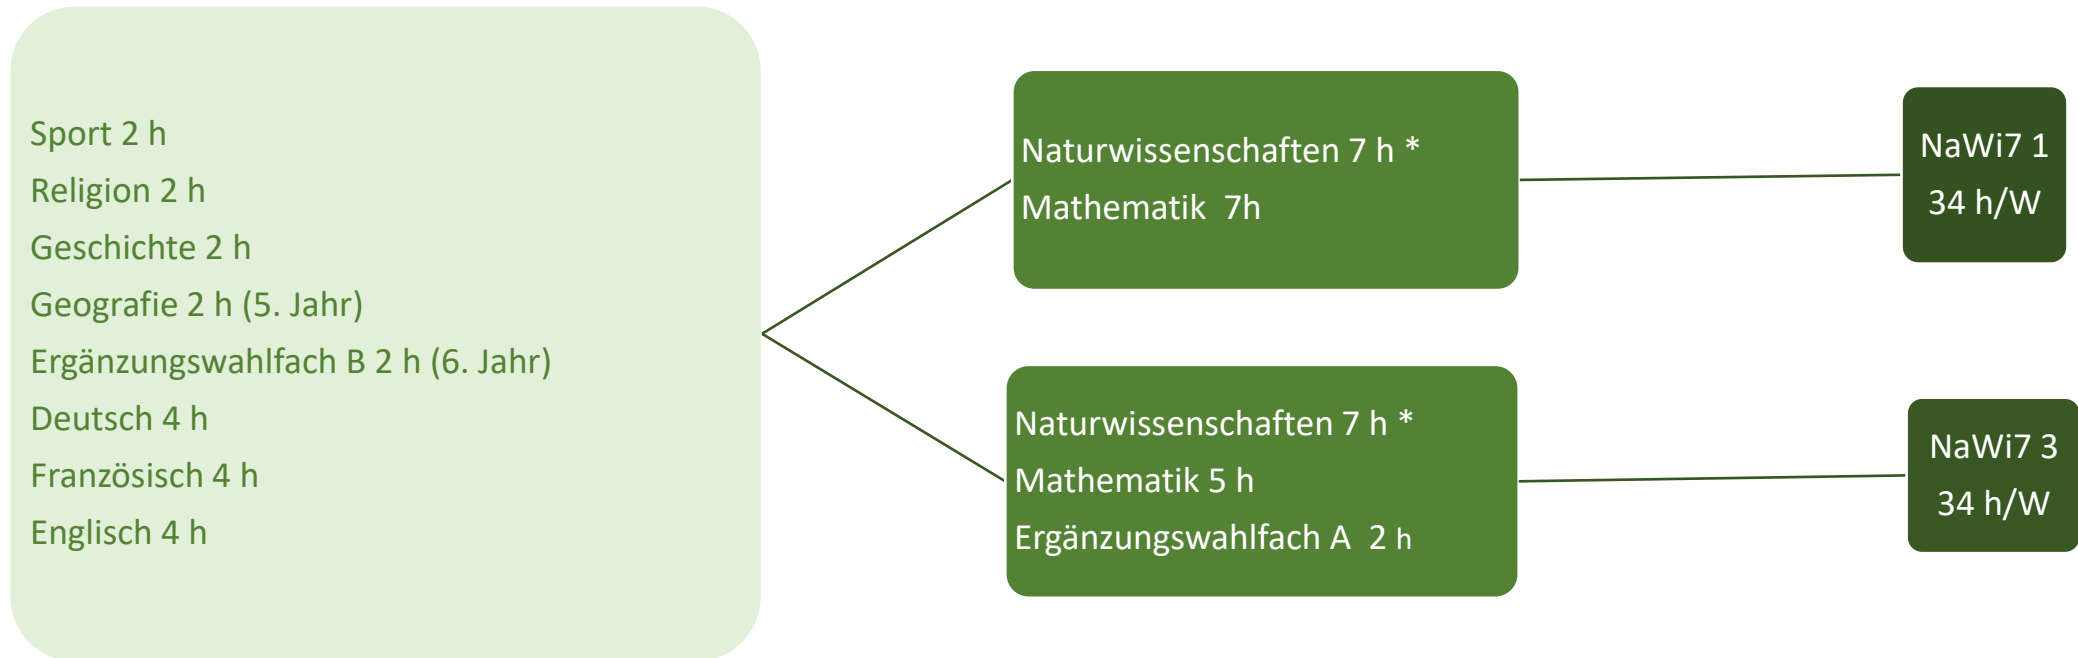 Sport 2 h
Religion 2 h
Geschichte 2 h
Geografie 2 h (5. Jahr)
Ergänzungswahlfach B 2 h (6. Jahr)
Deutsch 4 h
Französisch 4 h
Englisch 4 h
Naturwissenschaften 7 h *
Mathematik 7h
NaWi7 1
34 h/W
Naturwissenschaften 7 h *
Mathematik 5 h
Ergänzungswahlfach A 2 h
NaWi7 3
34 h/W